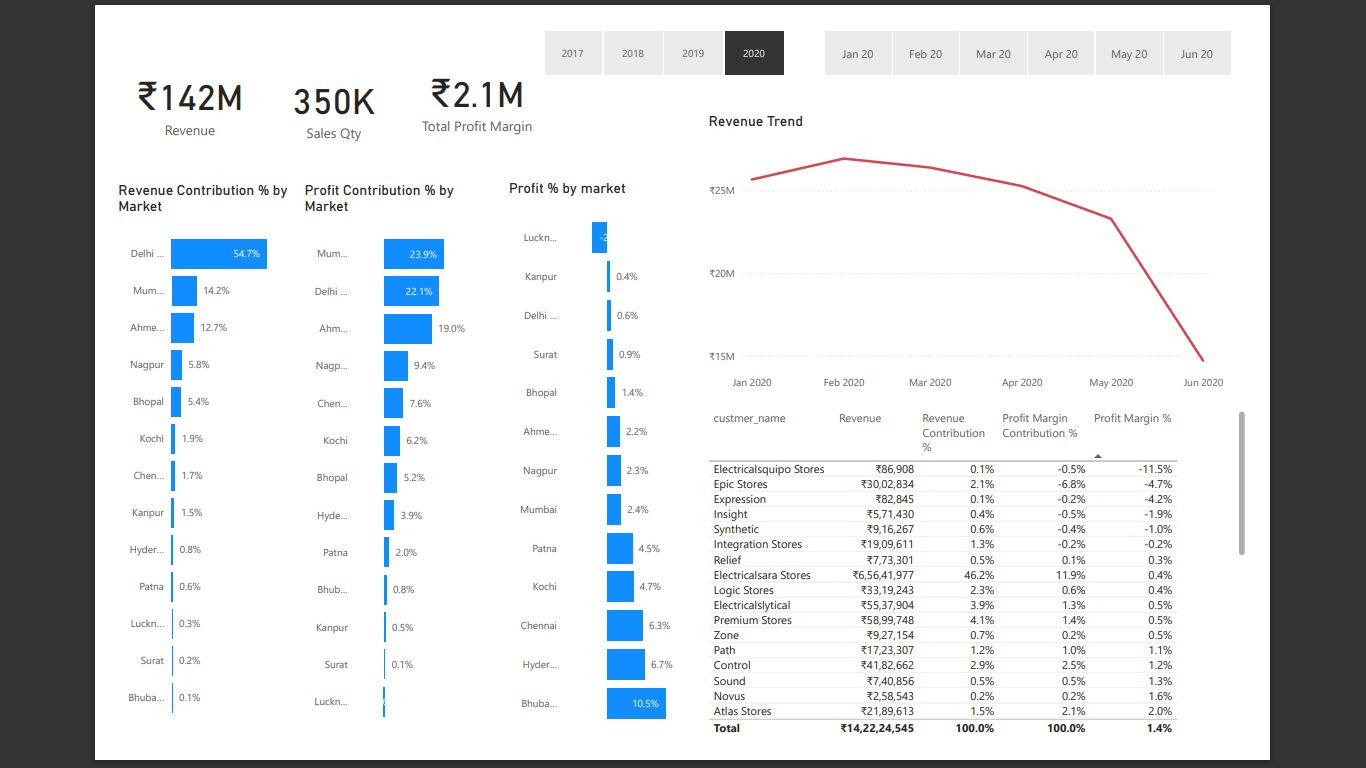 2017 2018 2019 2020
Jan 20 Feb 20 Mar 20 Apr 20 May 20 Jun 20
₹142M
Revenue
350K
Sales Qty
₹2.1M
Total Profit Margin
Revenue Contribution % by
Market
Delhi ... 54.7%
Mum... 14.2%
Ahme... 12.7%
Nagpur 5.8%
Bhopal 5.4%
Kochi 1.9%
Chen... 1.7%
Kanpur 1.5%
Hyder... 0.8%
Patna 0.6%
Luckn... 0.3%
Surat 0.2%
Bhuba... 0.1%
Profit Contribution % by
Market
Mum... 23.9%
Delhi ... 22.1%
Ahm... 19.0%
Nagp... 9.4%
Chen... 7.6%
Kochi 6.2%
Bhopal 5.2%
Hyde... 3.9%
Patna 2.0%
Bhub... 0.8%
Kanpur 0.5%
Surat 0.1%
Luckn...
Profit % by market
Luckn...
Kanpur 0.4%
Delhi ... 0.6%
Surat 0.9%
Bhopal 1.4%
Ahme... 2.2%
Nagpur 2.3%
Mumbai 2.4%
Patna 4.5%
Kochi 4.7%
Chennai 6.3%
Hyder... 6.7%
Bhuba... 10.5%
Revenue Trend
₹25M
₹20M
₹15M
Jan 2020 Feb 2020 Mar 2020 Apr 2020 May 2020 Jun 2020
custmer_name Revenue Revenue Profit Margin Profit Margin %
Contribution Contribution %
%
Electricalsquipo Stores ₹86,908 0.1% -0.5% -11.5%
Epic Stores ₹30,02,834 2.1% -6.8% -4.7%
Expression ₹82,845 0.1% -0.2% -4.2%
Insight ₹5,71,430 0.4% -0.5% -1.9%
Synthetic ₹9,16,267 0.6% -0.4% -1.0%
Integration Stores ₹19,09,611 1.3% -0.2% -0.2%
Relief ₹7,73,301 0.5% 0.1% 0.3%
Electricalsara Stores ₹6,56,41,977 46.2% 11.9% 0.4%
Logic Stores ₹33,19,243 2.3% 0.6% 0.4%
Electricalslytical ₹55,37,904 3.9% 1.3% 0.5%
Premium Stores ₹58,99,748 4.1% 1.4% 0.5%
Zone ₹9,27,154 0.7% 0.2% 0.5%
Path ₹17,23,307 1.2% 1.0% 1.1%
Control ₹41,82,662 2.9% 2.5% 1.2%
Sound ₹7,40,856 0.5% 0.5% 1.3%
Novus ₹2,58,543 0.2% 0.2% 1.6%
Atlas Stores ₹21,89,613 1.5% 2.1% 2.0%
Total ₹14,22,24,545 100.0% 100.0% 1.4%